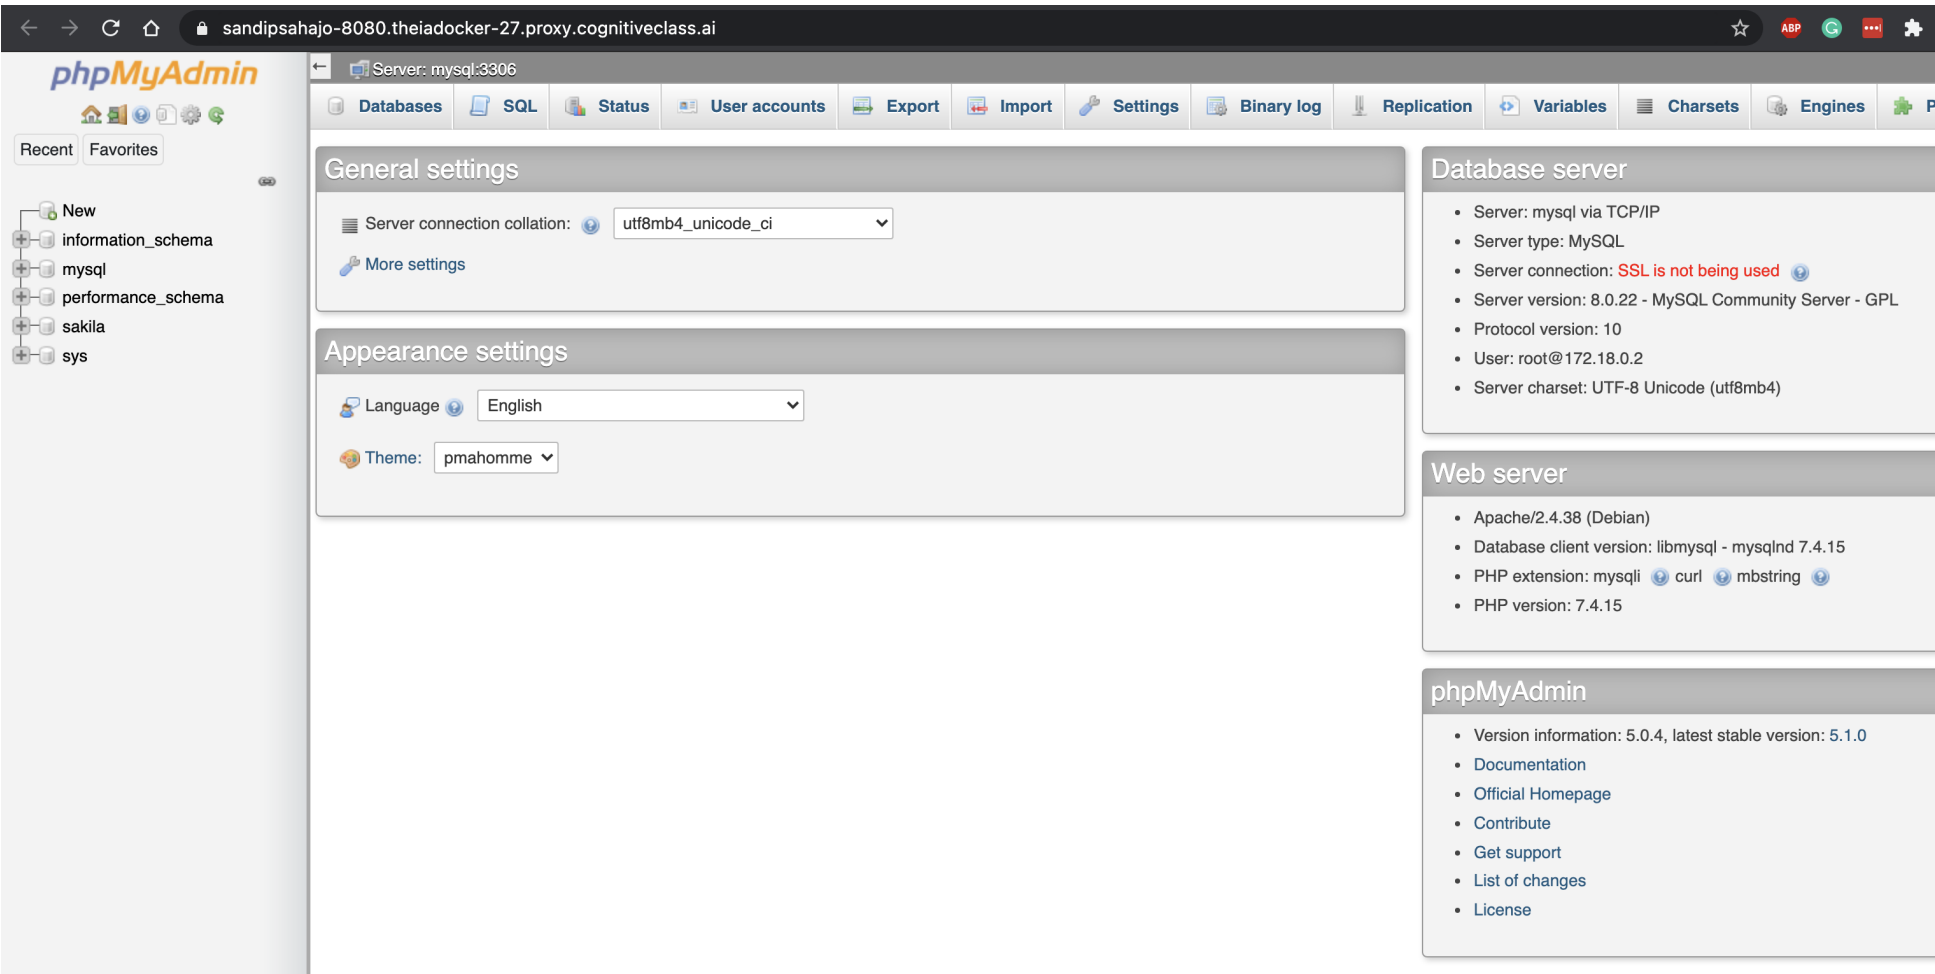 sandipsahajo-8080.theiadocker-27.proxy.cognitiveclass.ai
ABP
phpMyAdmin
Recent Favorites
New
information_schema
mysql
performance_schema
sakila
sys
← Server: mysql:3306
Databases SQL Status User accounts Export Import Settings Binary log Replication Variables Charsets Engines P
General settings
Server connection collation: utf8mb4_unicode_ci
More settings
Appearance settings
Language English
Theme: pmahomme
Database server
• Server: mysql via TCP/IP
• Server type: MySQL
• Server connection: SSL is not being used
• Server version: 8.0.22 - MySQL Community Server - GPL
• Protocol version: 10
• User: root@172.18.0.2
• Server charset: UTF-8 Unicode (utf8mb4)
Web server
• Apache/2.4.38 (Debian)
• Database client version: libmysql - mysqlnd 7.4.15
• PHP extension: mysqli curl mbstring
• PHP version: 7.4.15
phpMyAdmin
• Version information: 5.0.4, latest stable version: 5.1.0
• Documentation
• Official Homepage
• Contribute
• Get support
• List of changes
• License